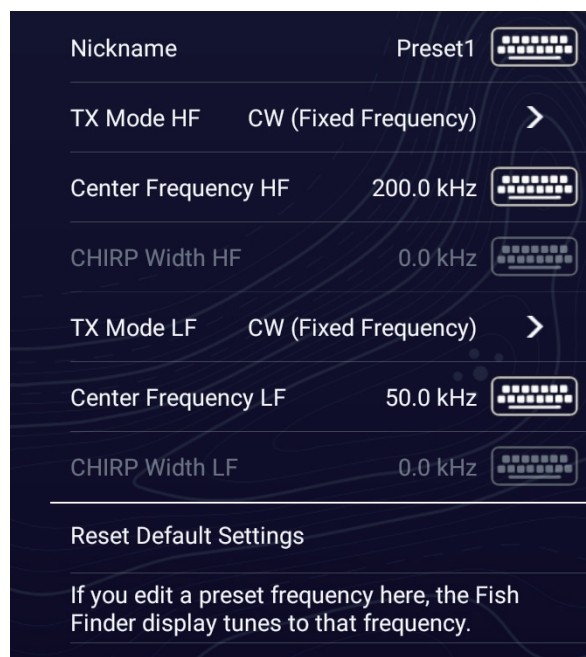 Nickname Preset1
TX Mode HF CW (Fixed Frequency)
Center Frequency HF 200.0 kHz
CHIRP Width HF 0.0 kHz
TX Mode LF CW (Fixed Frequency)
Center Frequency LF 50.0 kHz
CHIRP Width LF 0.0 kHz
Reset Default Settings
If you edit a preset frequency here, the Fish
Finder display tunes to that frequency.